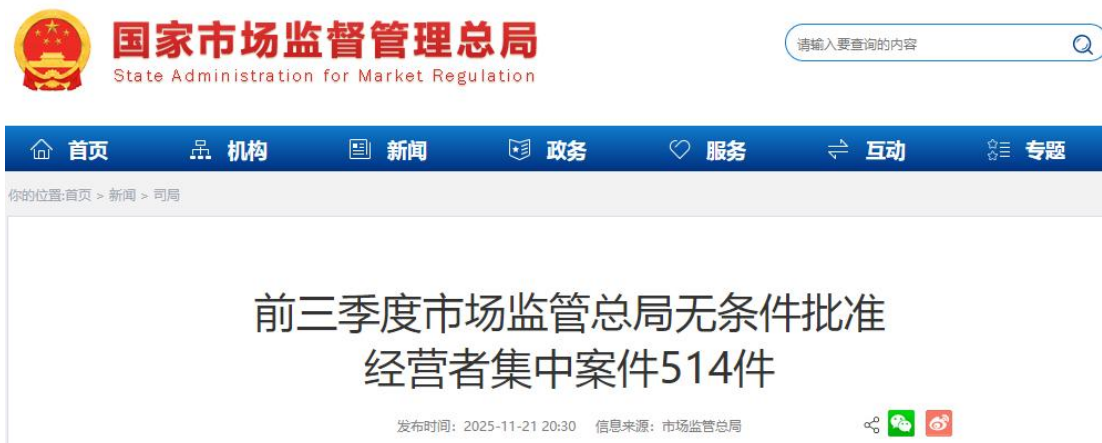 国家市场监督管理总局
State Administration for Market Regulation
请输入要查询的内容
首页 机构 新闻 政务 服务 互动 专题
你的位置:首页 > 新闻 > 司局
前三季度市场监管总局无条件批准
经营者集中案件514件
发布时间：2025-11-21 20:30 信息来源：市场监管总局